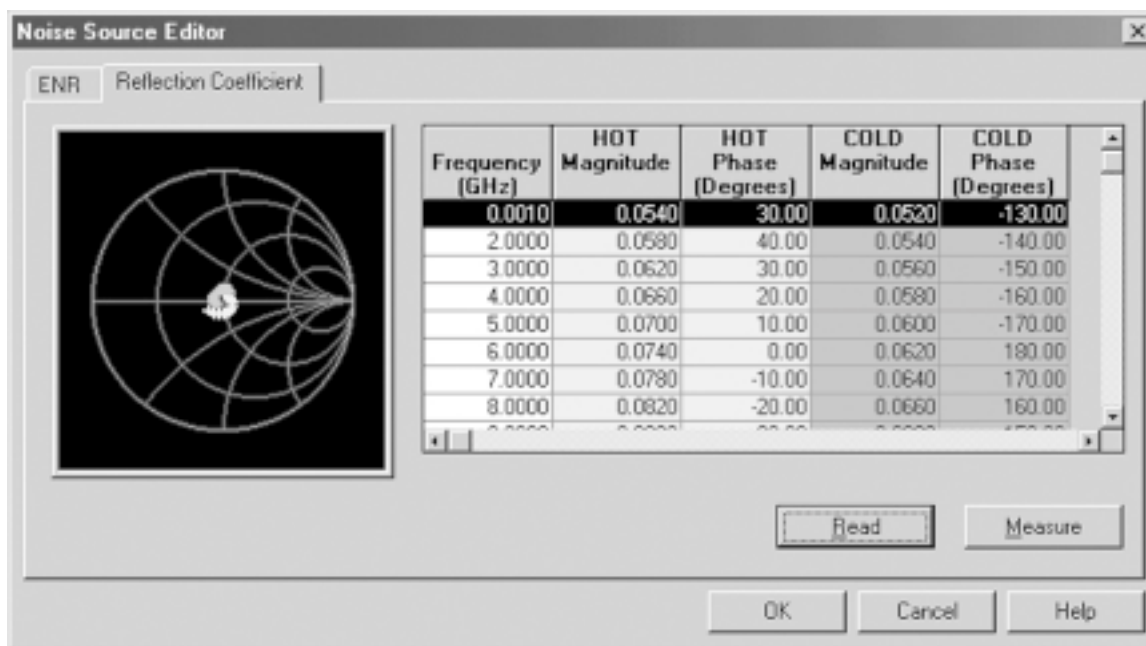 Noise Source Editor
ENR Reflection Coefficient
Frequency (GHz) HOT Magnitude HOT Phase (Degrees) COLD Magnitude COLD Phase (Degrees)
0.0010 0.0540 30.00 0.0520 -130.00
2.0000 0.0580 40.00 0.0540 -140.00
3.0000 0.0620 30.00 0.0560 -150.00
4.0000 0.0660 20.00 0.0580 -160.00
5.0000 0.0700 10.00 0.0600 -170.00
6.0000 0.0740 0.00 0.0620 180.00
7.0000 0.0780 -10.00 0.0640 170.00
8.0000 0.0820 -20.00 0.0660 160.00
Read Measure
OK Cancel Help